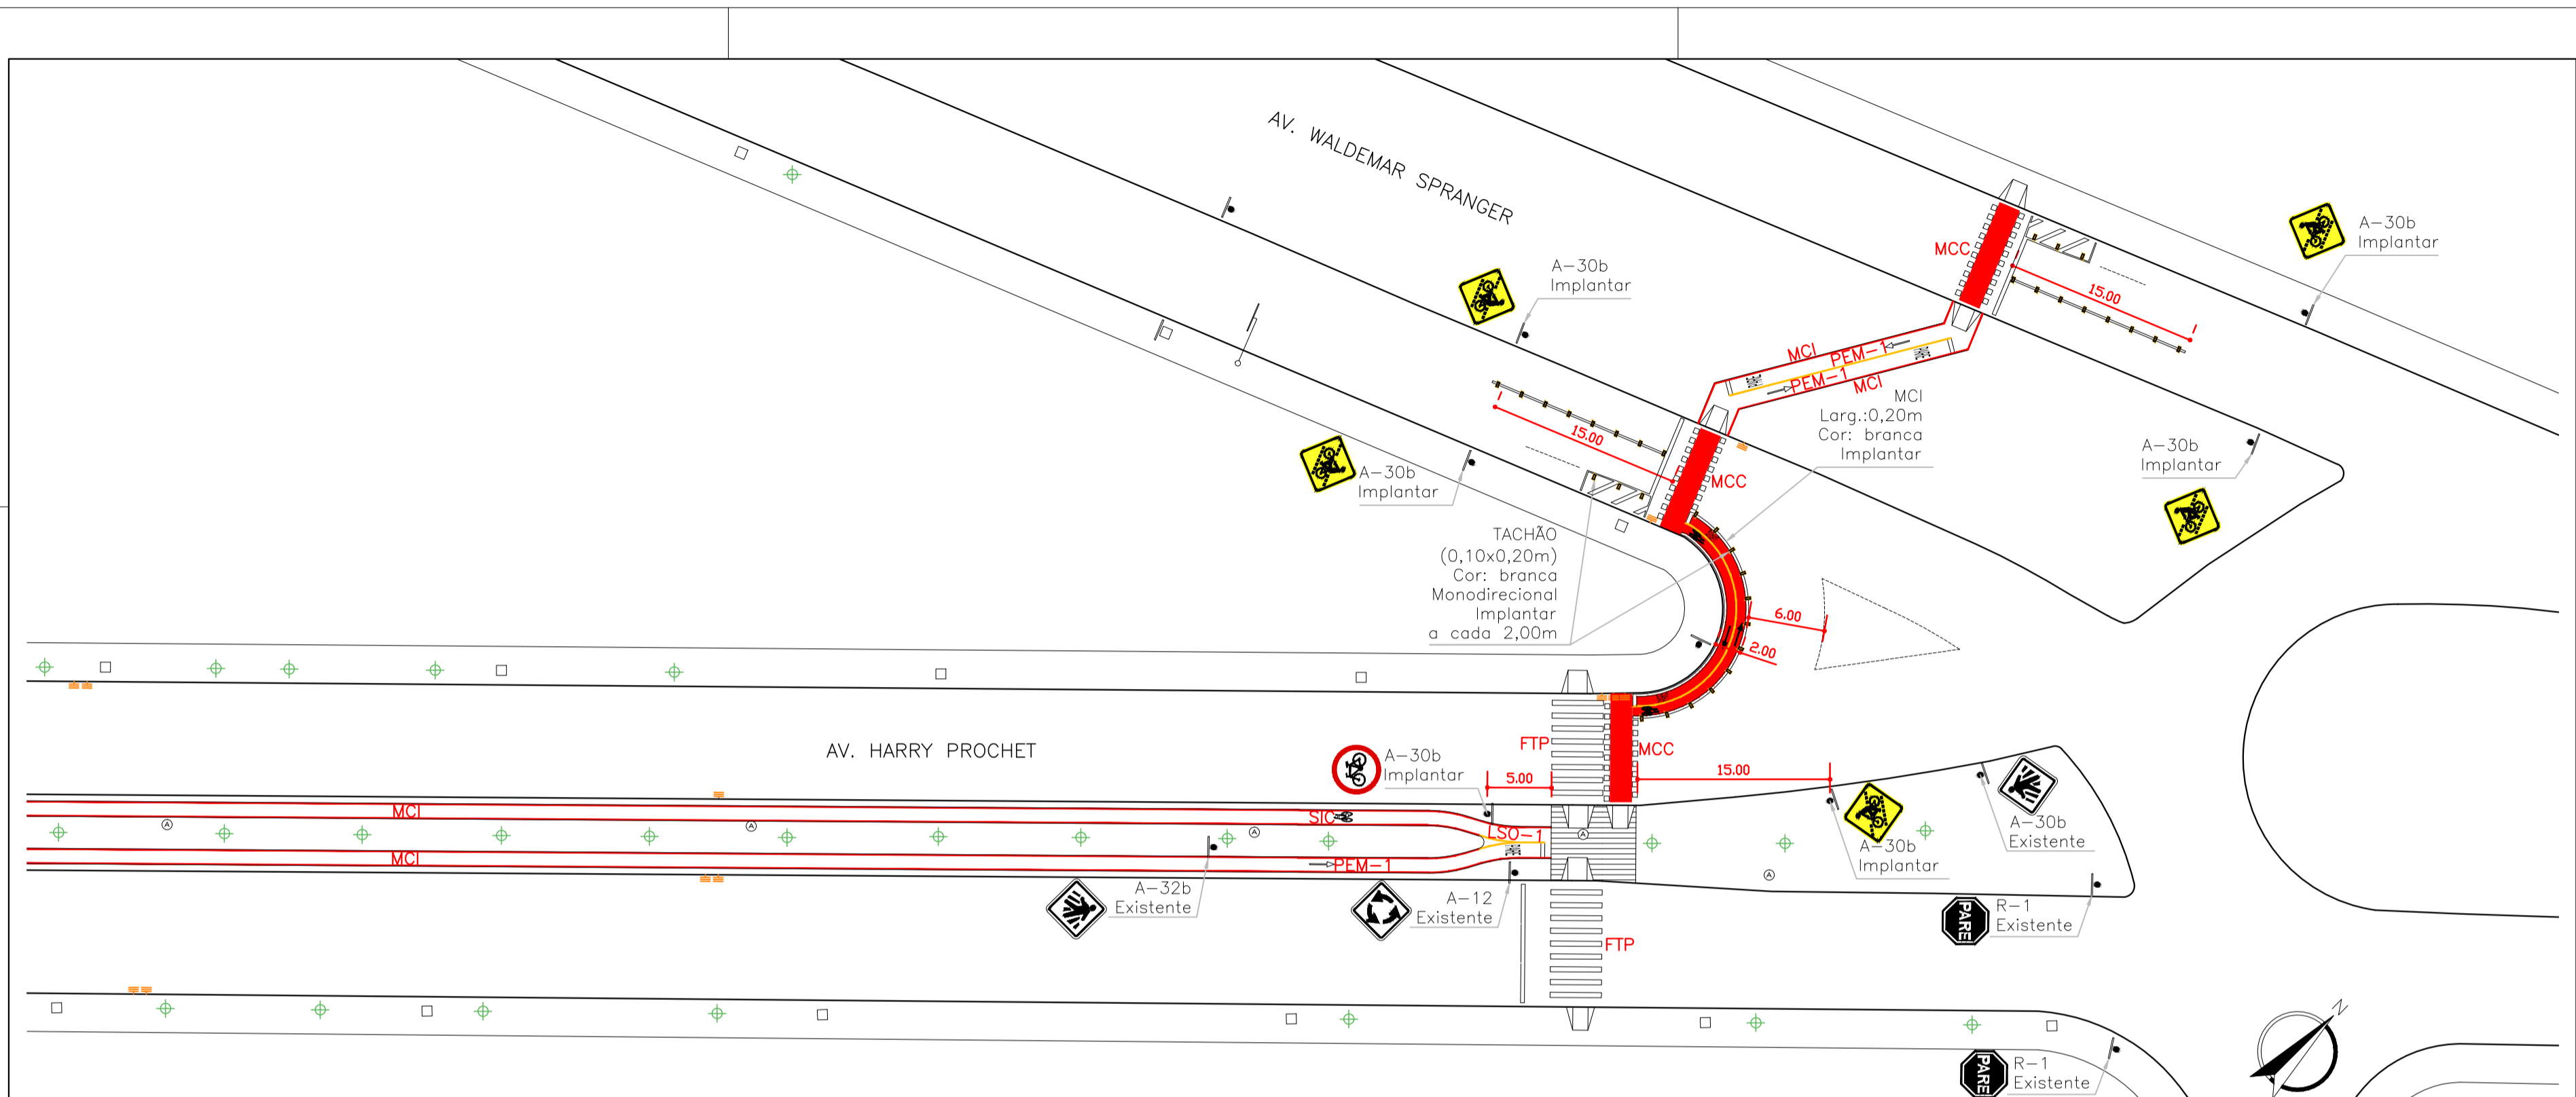 AV. WALDEMAR SPRANGER
A-30b
Implantar
A-30b
Implantar
MCC
15.00
MCI
PEM-1
PARE
PARE
PEM-1
MCI
MCI
Larg.:0,20m
Cor: branca
Implantar
15.00
MCC
A-30b
Implantar
A-30b
Implantar
TACHÃO
(0,10x0,20m)
Cor: branca
Monodirecional
Implantar
a cada 2,00m
6.00
2.00
AV. HARRY PROCHET
FTP
MCC
A-30b
Implantar
5.00
15.00
MCI
SIC
LSO-1
PARE
MCI
PEM-1
A-30b
Existente
A-30b
Implantar
A-32b
Existente
A-12
Existente
PARE
R-1
Existente
FTP
N
PARE
R-1
Existente
A
A
A
A
A